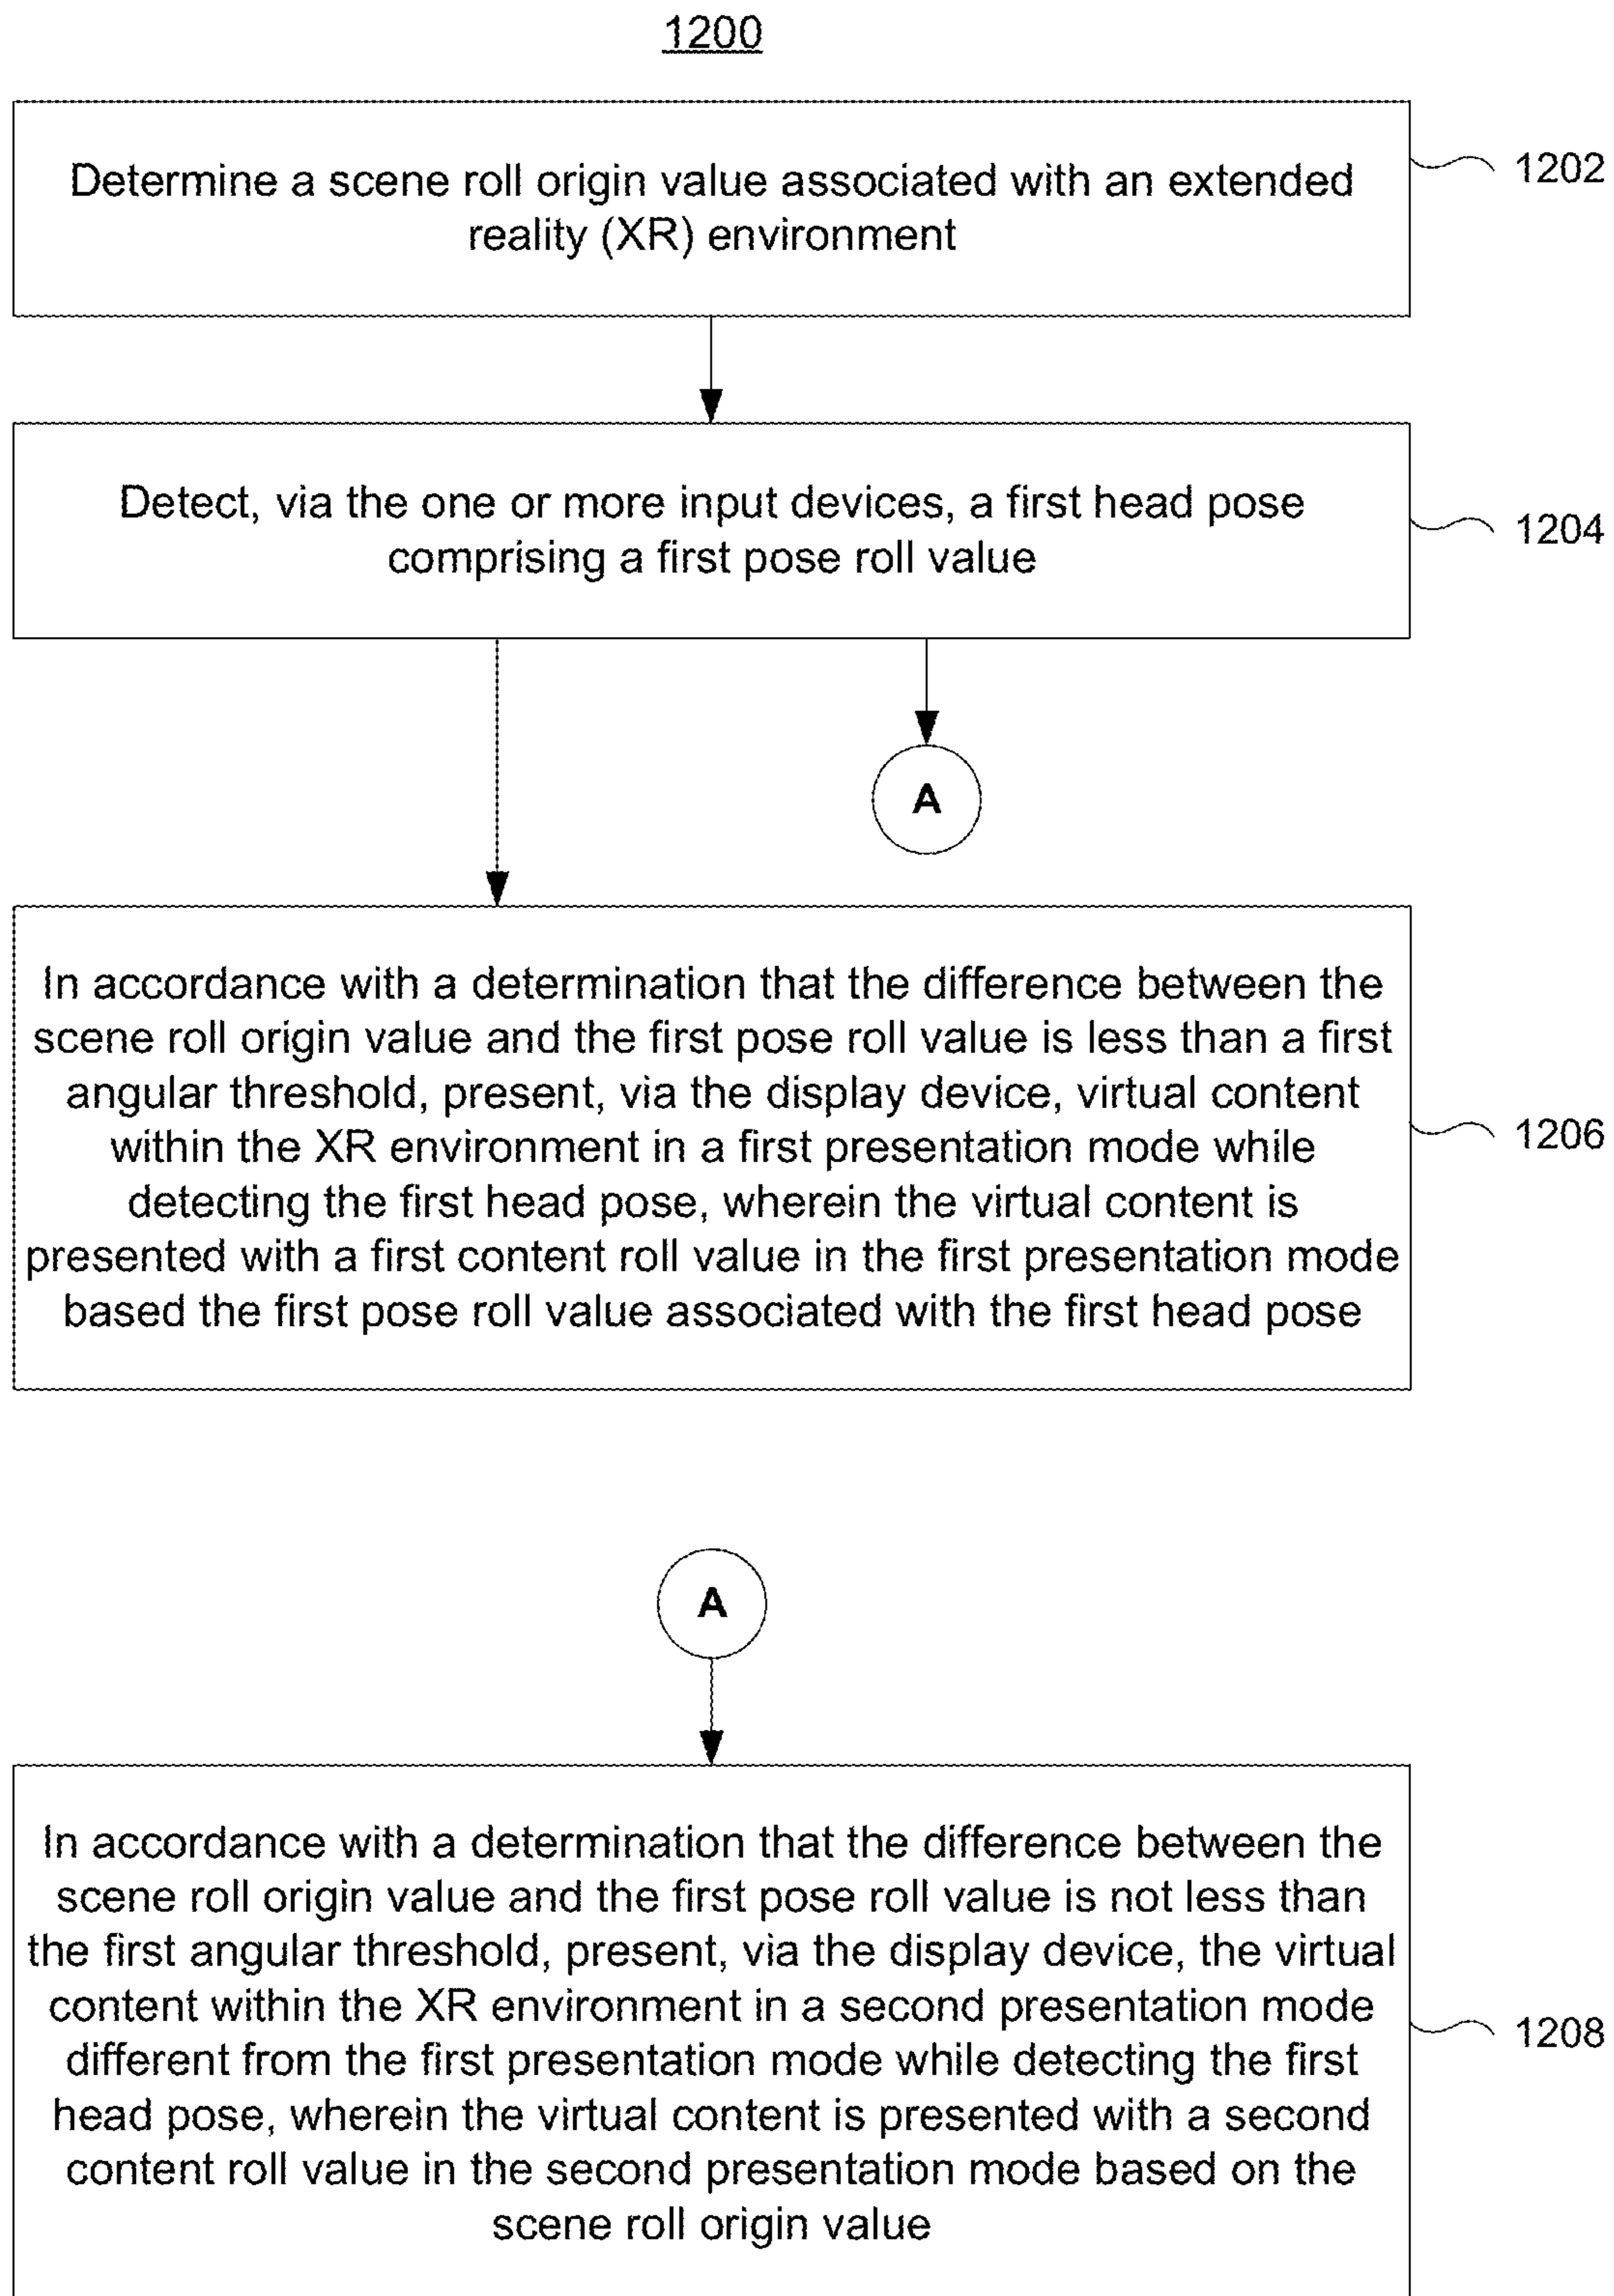 1200
Determine a scene roll origin value associated with an extended
reality (XR) environment
1202
Detect, via the one or more input devices, a first head pose
comprising a first pose roll value
1204
A
In accordance with a determination that the difference between the
scene roll origin value and the first pose roll value is less than a first
angular threshold, present, via the display device, virtual content
within the XR environment in a first presentation mode while
detecting the first head pose, wherein the virtual content is
presented with a first content roll value in the first presentation mode
based the first pose roll value associated with the first head pose
1206
A
In accordance with a determination that the difference between the
scene roll origin value and the first pose roll value is not less than
the first angular threshold, present, via the display device, the virtual
content within the XR environment in a second presentation mode
different from the first presentation mode while detecting the first
head pose, wherein the virtual content is presented with a second
content roll value in the second presentation mode based on the
scene roll origin value
1208